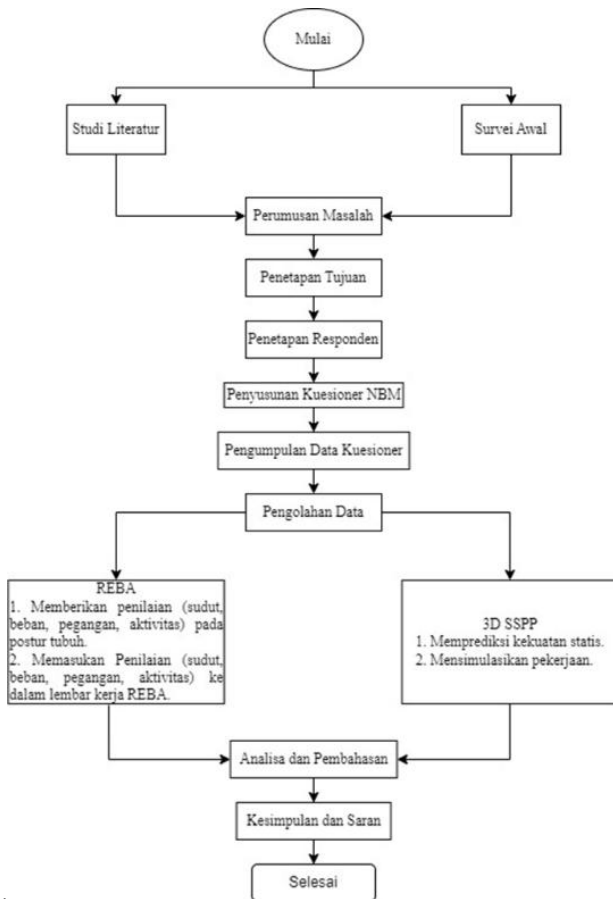 Mulai
Studi Literatur
Survei Awal
Perumusan Masalah
Penetapan Tujuan
Penetapan Responden
Penyusunan Kuesioner NBM
Pengumpulan Data Kuesioner
Pengolahan Data
REBA
1. Memberikan penilaian (sudut,
beban, pegangan, aktivitas) pada
postur tubuh.
2. Memasukan Penilaian (sudut,
beban, pegangan, aktivitas) ke
dalam lembar kerja REBA.
3D SSPP
1. Memprediksi kekuatan statis.
2. Mensimulasikan pekerjaan.
Analisa dan Pembahasan
Kesimpulan dan Saran
Selesai